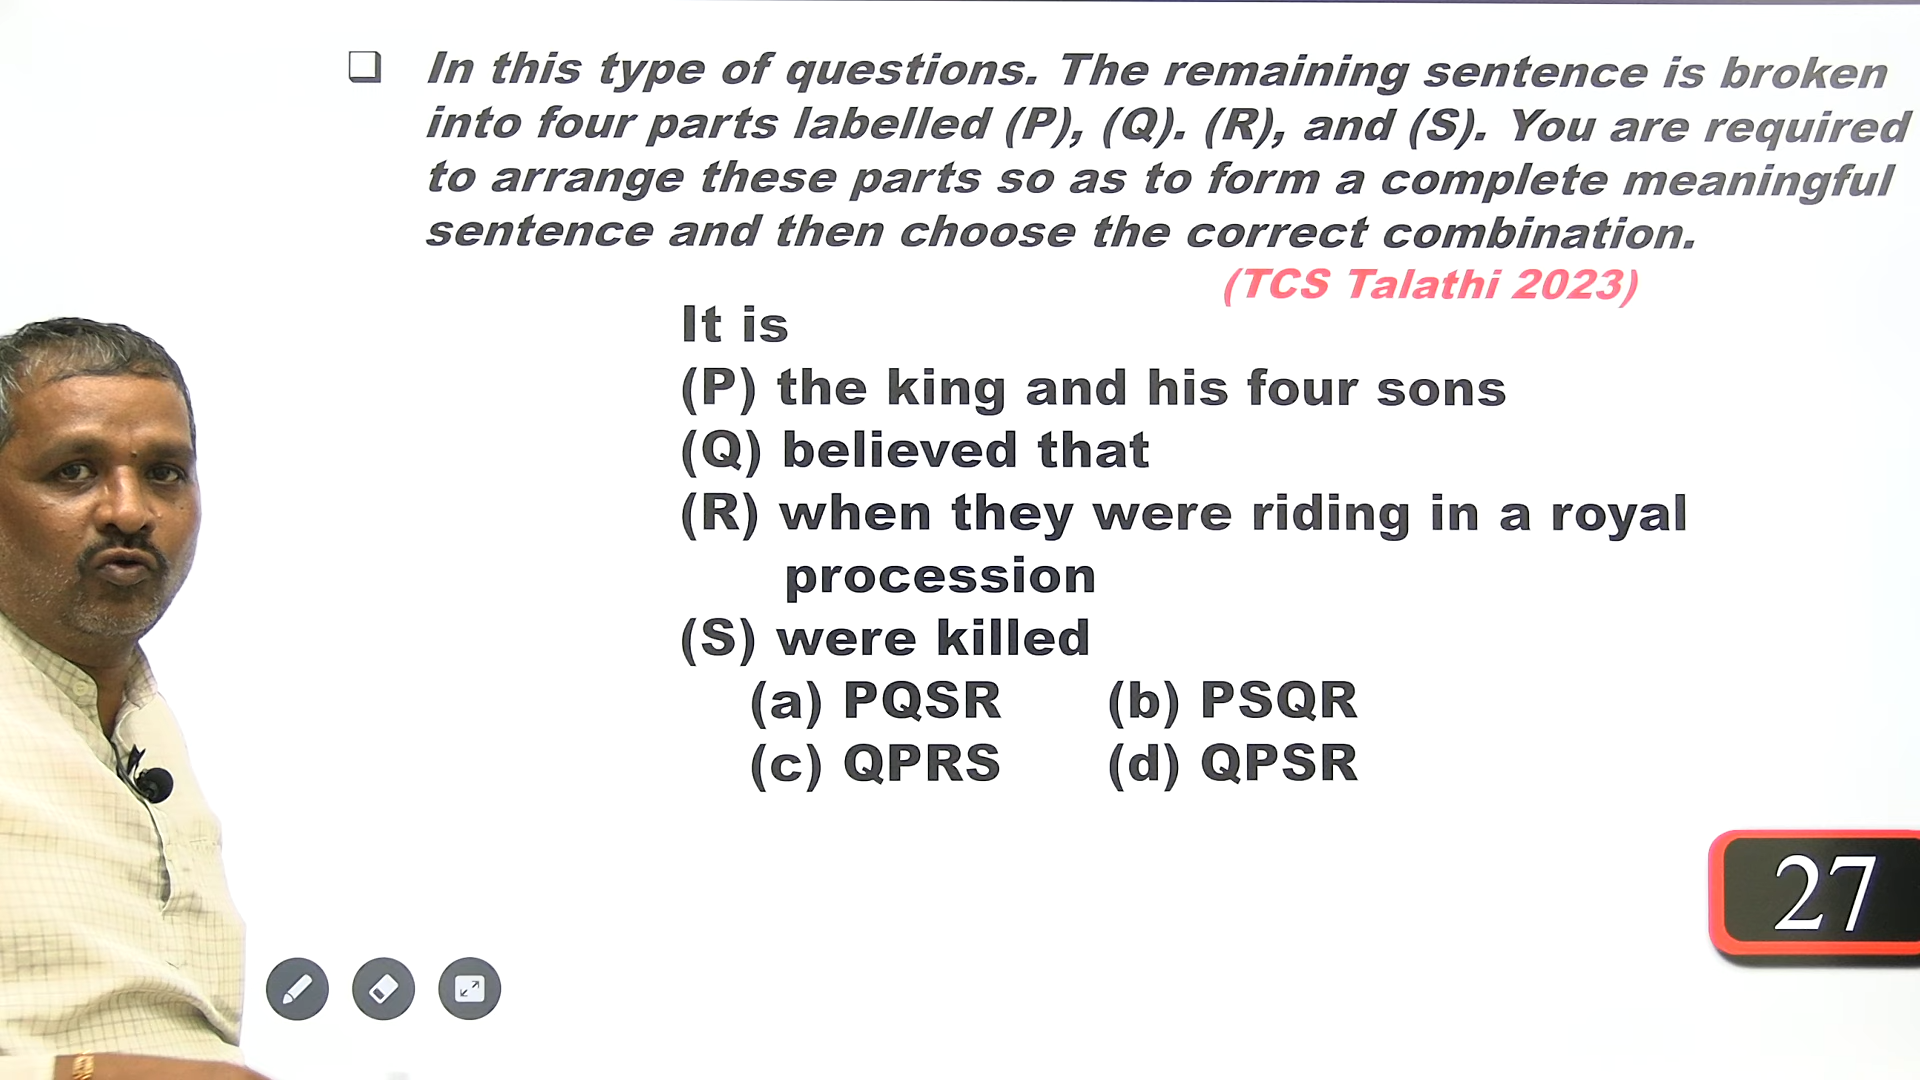 ❑ In this type of questions. The remaining sentence is broken
into four parts labelled (P), (Q). (R), and (S). You are required
to arrange these parts so as to form a complete meaningful
sentence and then choose the correct combination.
(TCS Talathi 2023)
It is
(P) the king and his four sons
(Q) believed that
(R) when they were riding in a royal
procession
(S) were killed
(a) PQSR (b) PSQR
(c) QPRS (d) QPSR
27